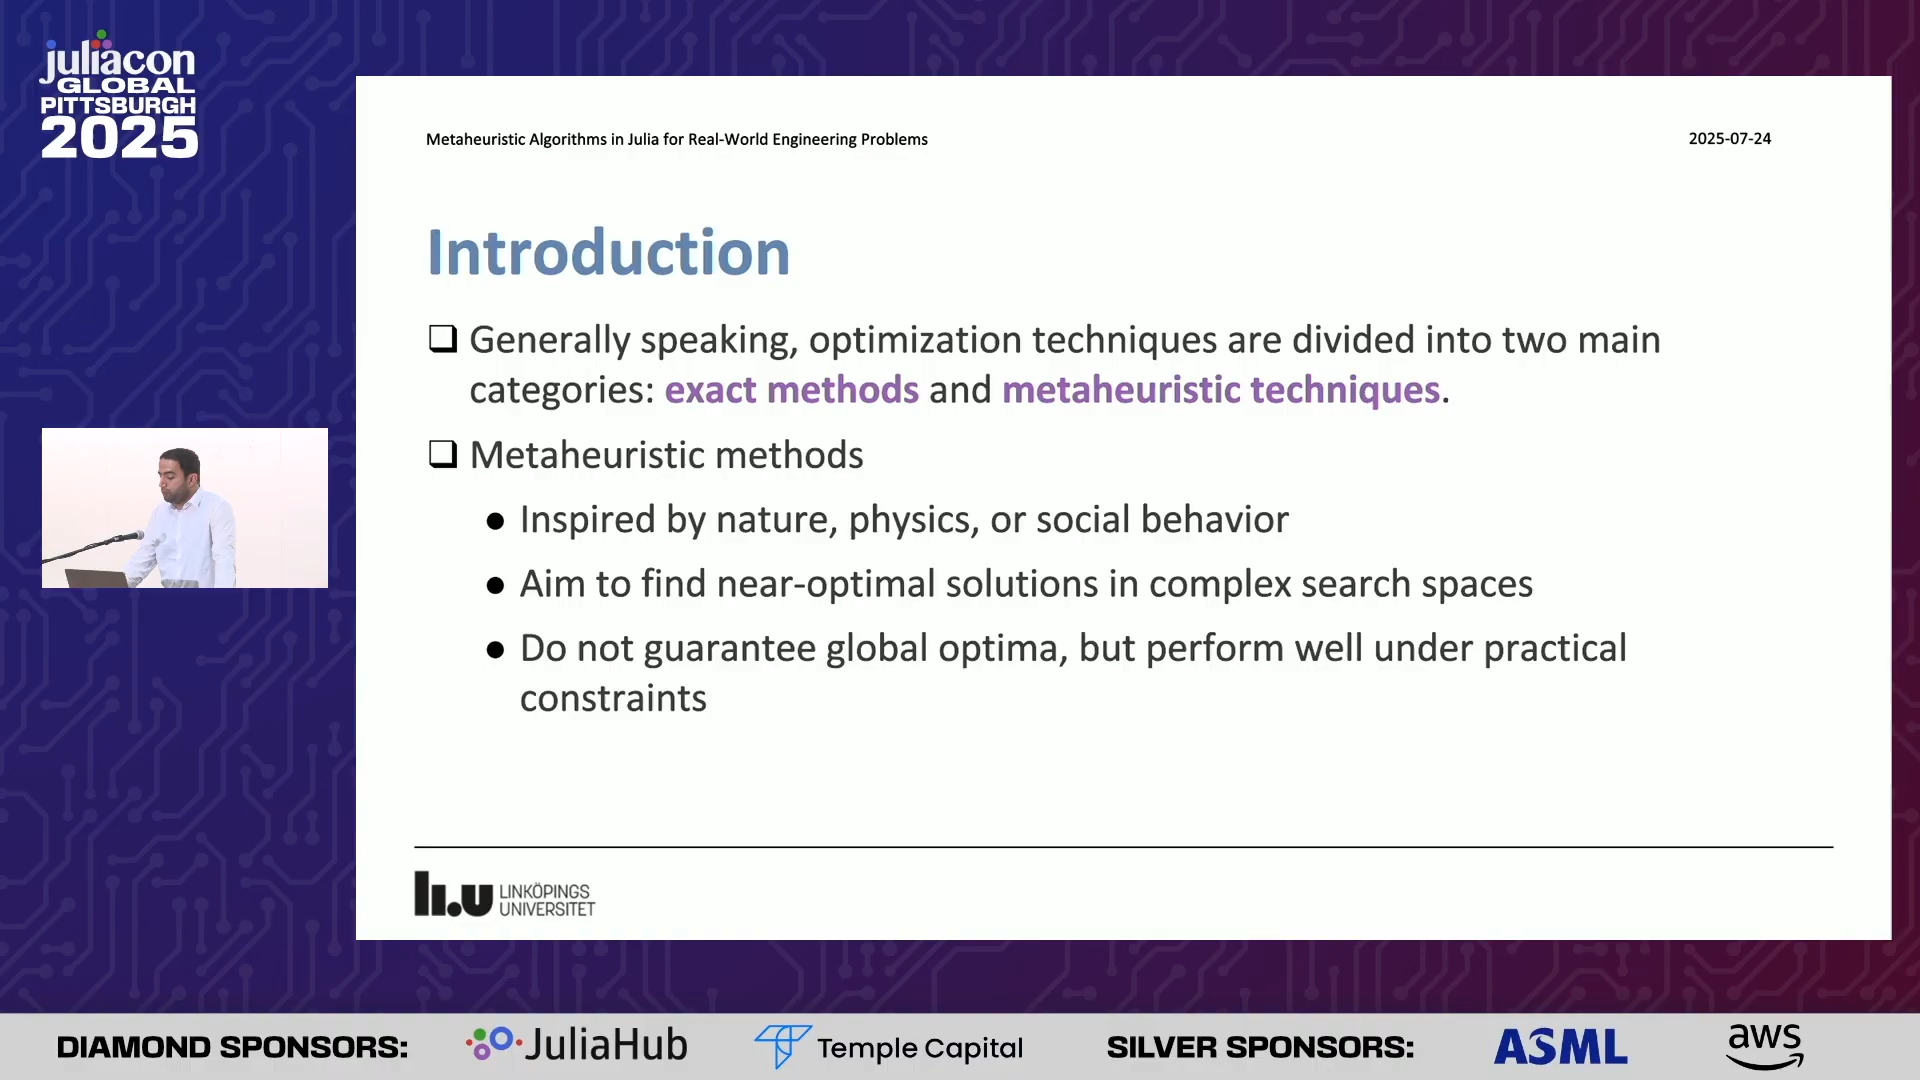 juliacon
GLOBAL
PITTSBURGH
2025
Metaheuristic Algorithms in Julia for Real-World Engineering Problems
2025-07-24
Introduction
Generally speaking, optimization techniques are divided into two main
categories: exact methods and metaheuristic techniques.
Metaheuristic methods
● Inspired by nature, physics, or social behavior
● Aim to find near-optimal solutions in complex search spaces
● Do not guarantee global optima, but perform well under practical
constraints
li.u LINKÖPINGS
UNIVERSITET
DIAMOND SPONSORS: JuliaHub Temple Capital SILVER SPONSORS: ASML aws